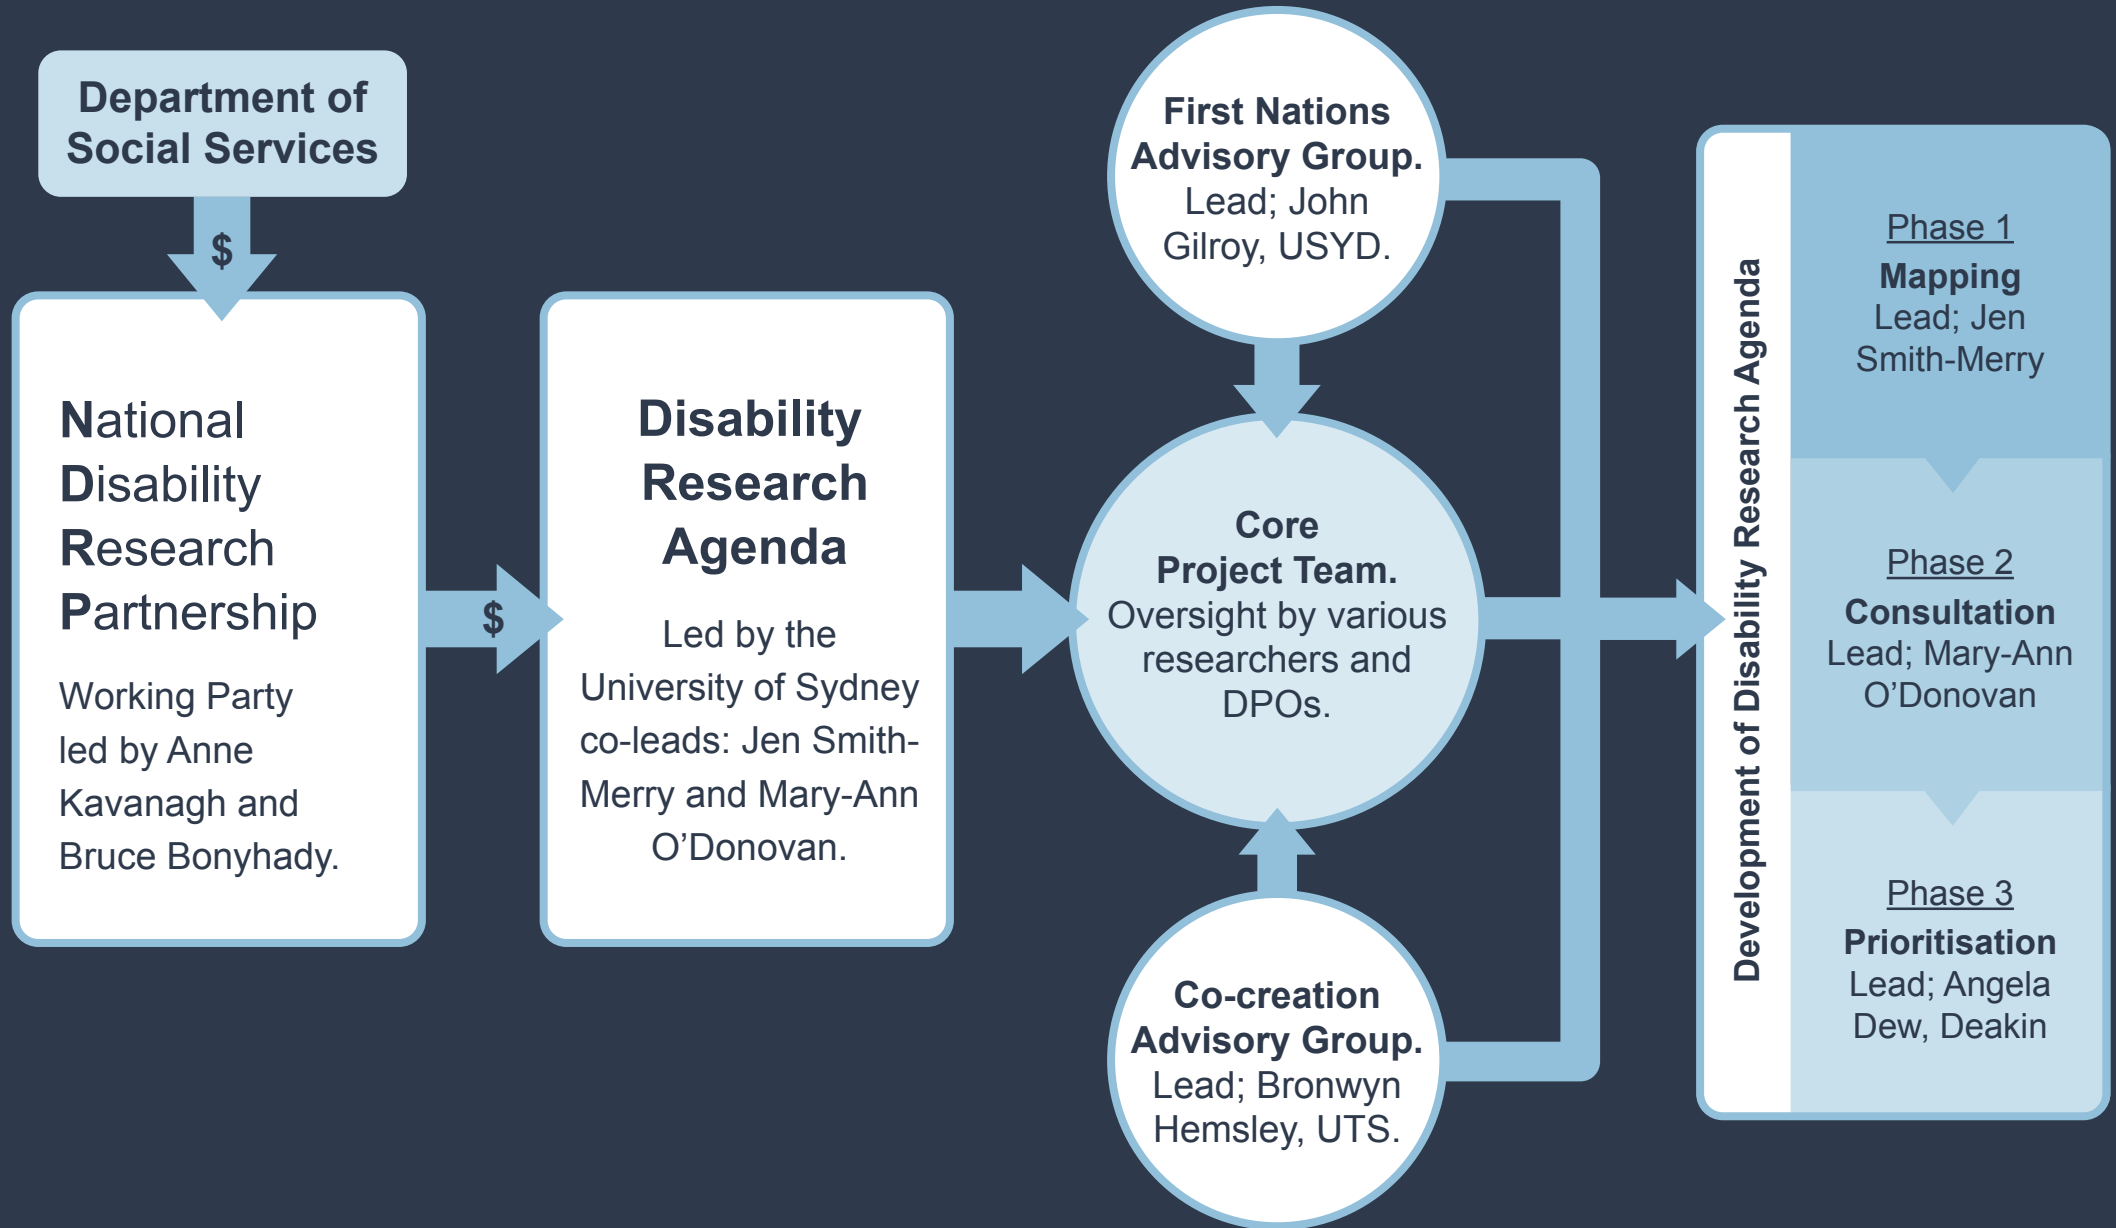 Department of
Social Services
$
National
Disability
Research
Partnership
Working Party
led by Anne
Kavanagh and
Bruce Bonyhady.
$
Disability
Research
Agenda
Led by the
University of Sydney
co-leads: Jen Smith-
Merry and Mary-Ann
O’Donovan.
First Nations
Advisory Group.
Lead; John
Gilroy, USYD.
Core
Project Team.
Oversight by various
researchers and
DPOs.
Co-creation
Advisory Group.
Lead; Bronwyn
Hemsley, UTS.
Development of Disability Research Agenda
Phase 1
Mapping
Lead; Jen
Smith-Merry
Phase 2
Consultation
Lead; Mary-Ann
O’Donovan
Phase 3
Prioritisation
Lead; Angela
Dew, Deakin